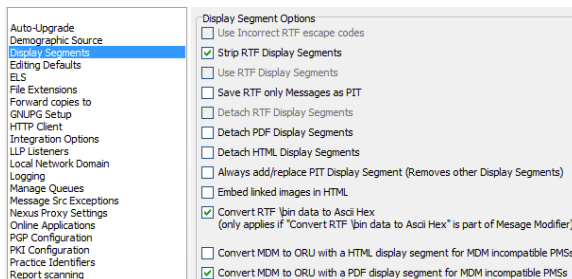 Auto-Upgrade
Demographic Source
Display Segments
Editing Defaults
ELS
File Extensions
Forward copies to
GNUPG Setup
HTTP Client
Integration Options
LLP Listeners
Local Network Domain
Logging
Manage Queues
Message Src Exceptions
Nexus Proxy Settings
Online Applications
PGP Configuration
PKI Configuration
Practice Identifiers
Report scanning
Display Segment Options
Use Incorrect RTF escape codes
Strip RTF Display Segments
Use RTF Display Segments
Save RTF only Messages as PIT
Detach RTF Display Segments
Detach PDF Display Segments
Detach HTML Display Segments
Always add/replace PIT Display Segment (Removes other Display Segments)
Embed linked images in HTML
Convert RTF \bin data to Ascii Hex
(only applies if "Convert RTF \bin data to Ascii Hex" is part of Mesage Modifier)
Convert MDM to ORU with a HTML display segment for MDM incompatible PMSs
Convert MDM to ORU with a PDF display segment for MDM incompatible PMSs